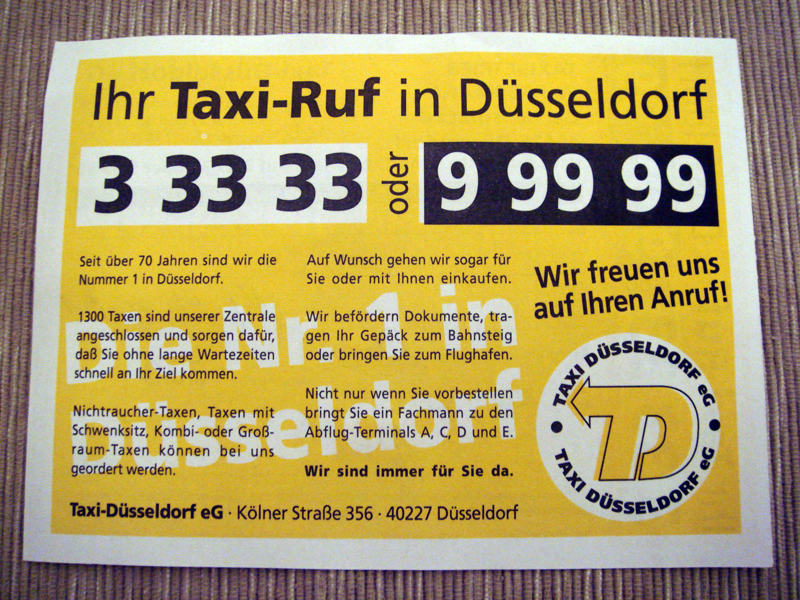 Ihr Taxi-Ruf in Düsseldorf
3 33 33 oder 9 99 99
Seit über 70 Jahren sind wir die
Nummer 1 in Düsseldorf.
1300 Taxen sind unserer Zentrale
angeschlossen und sorgen dafür,
daß Sie ohne lange Wartezeiten
schnell an Ihr Ziel kommen.
Nichtraucher-Taxen, Taxen mit
Schwenksitz, Kombi- oder Groß-
raum-Taxen können bei uns
geordert werden.
Auf Wunsch gehen wir sogar für
Sie oder mit Ihnen einkaufen.
Wir befördern Dokumente, tra-
gen Ihr Gepäck zum Bahnsteig
oder bringen Sie zum Flughafen.
Nicht nur wenn Sie vorbestellen
bringt Sie ein Fachmann zu den
Abflug-Terminals A, C, D und E.
Wir sind immer für Sie da.
Die Nr. 1 in
Düsseldorf
Wir freuen uns
auf Ihren Anruf!
TAXI DÜSSELDORF eG
TD
TAXI DÜSSELDORF eG
Taxi-Düsseldorf eG · Kölner Straße 356 · 40227 Düsseldorf